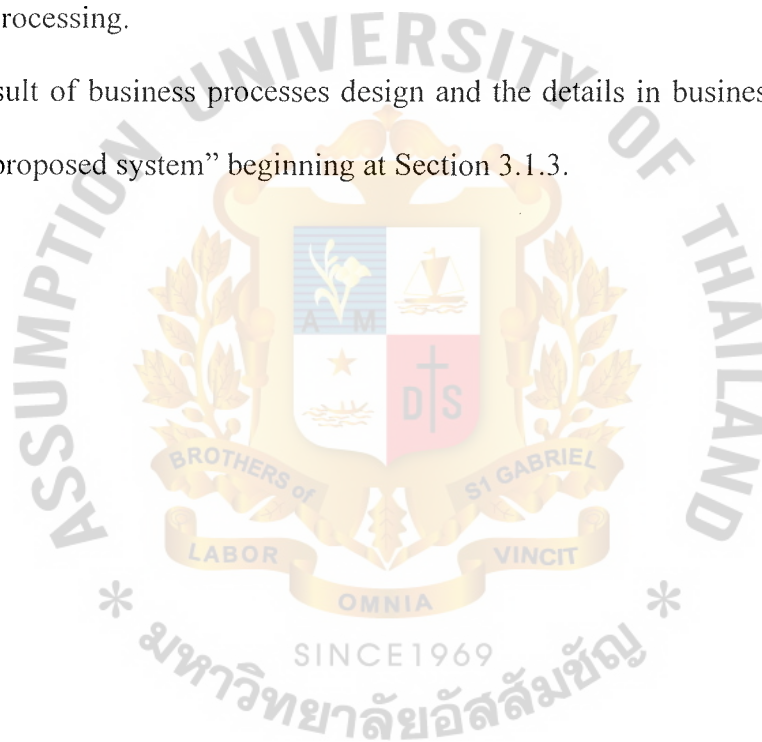 rocessing.
sult of business processes design and the details in busines
proposed system” beginning at Section 3.1.3.
ASSUMPTION UNIVERSITY OF THAILAND
A M
D S
BROTHERS of
S1 GABRIEL
LABOR
VINCIT
OMNIA
* SINCE1969 *
มหาวิทยาลัยอัสสัมชัญ